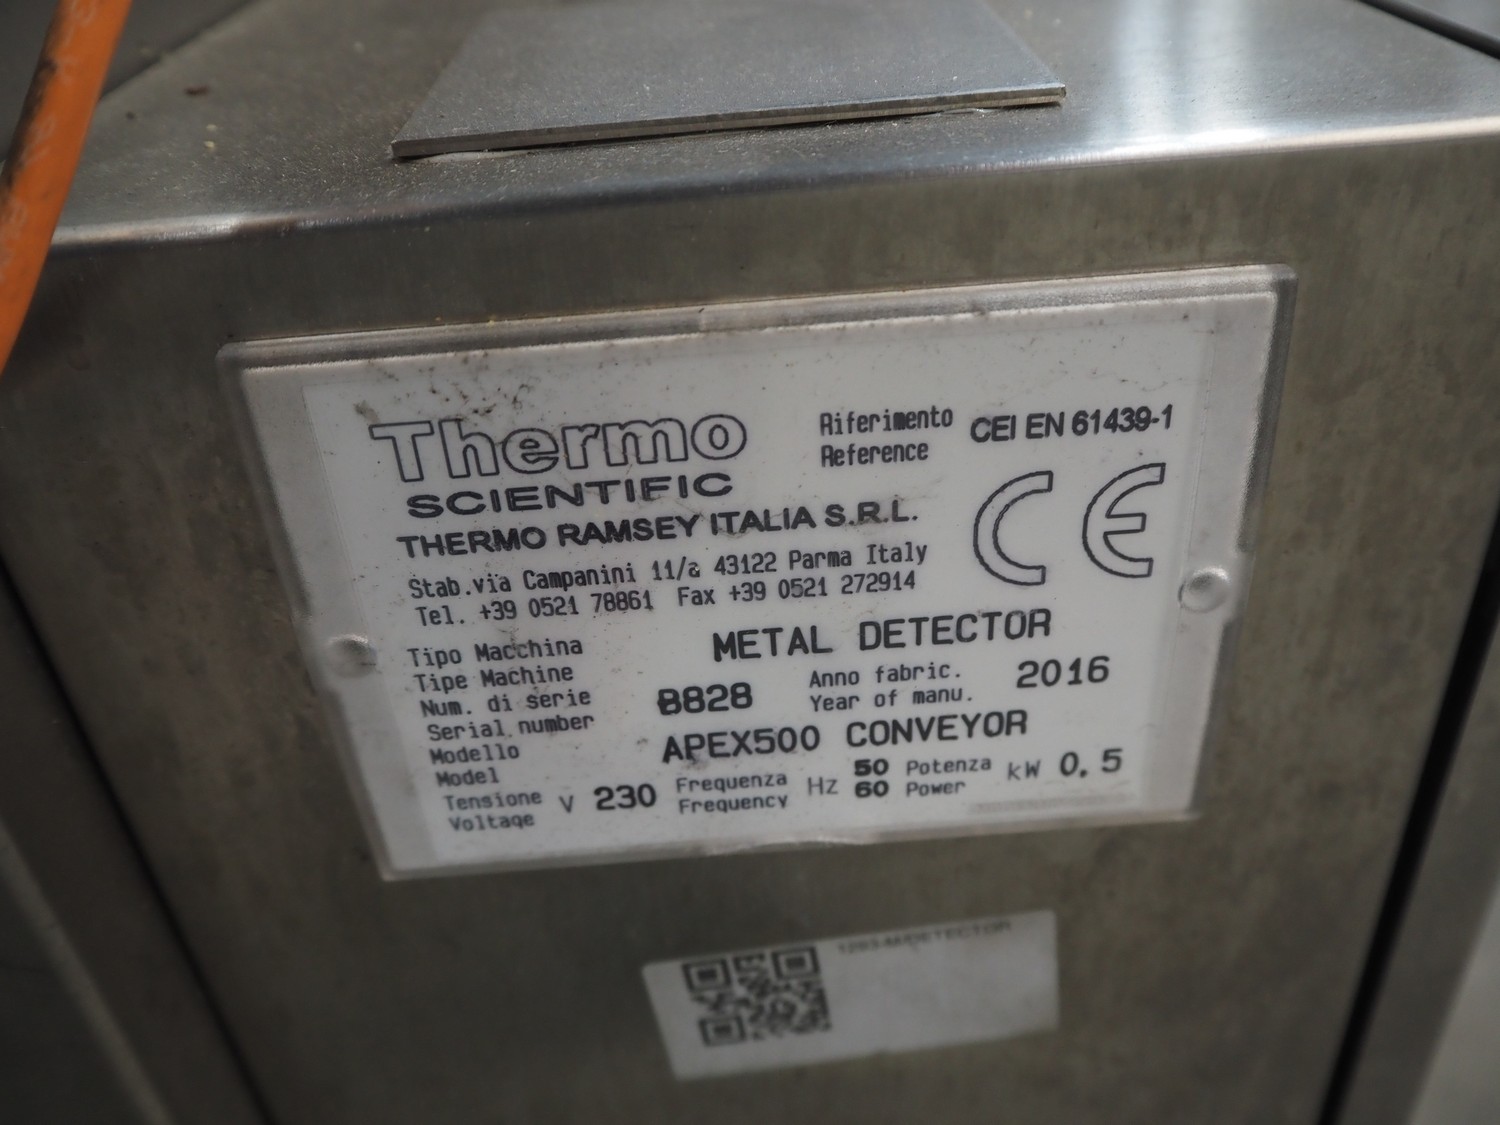 Thermo
SCIENTIFIC
Riferimento
Reference
CEI EN 61439-1
CE
THERMO RAMSEY ITALIA S.R.L.
Stab.via Campanini 11/a 43122 Parma Italy
Tel. +39 0521 78861 Fax +39 0521 272914
Tipo Macchina
Tipe Machine
METAL DETECTOR
Num. di serie
Serial number
B828
Anno fabric.
Year of manu.
2016
Modello
Model
APEX500 CONVEYOR
Tensione
Voltage
V 230
Frequenza
Frequency
Hz
50
60
Potenza
Power
kW 0,5